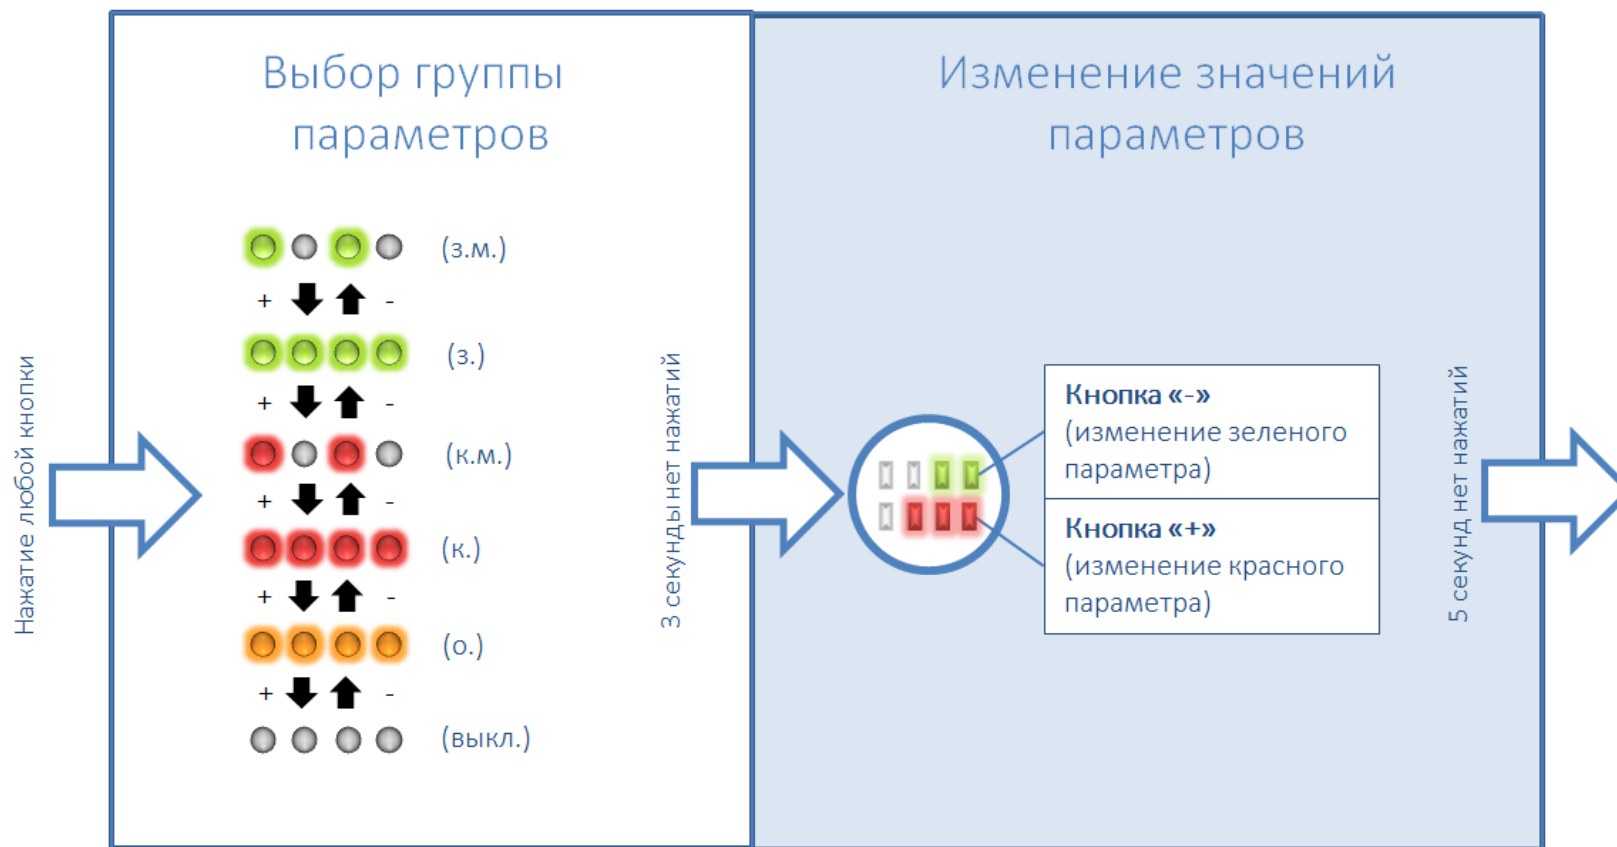 Выбор группы
параметров
Изменение значений
параметров
Нажатие любой кнопки
(з.м.)
+ -
(з.)
+ -
(к.м.)
+ -
(к.)
+ -
(о.)
+ -
(выкл.)
3 секунды нет нажатий
Кнопка «-»
(изменение зеленого
параметра)
Кнопка «+»
(изменение красного
параметра)
5 секунд нет нажатий